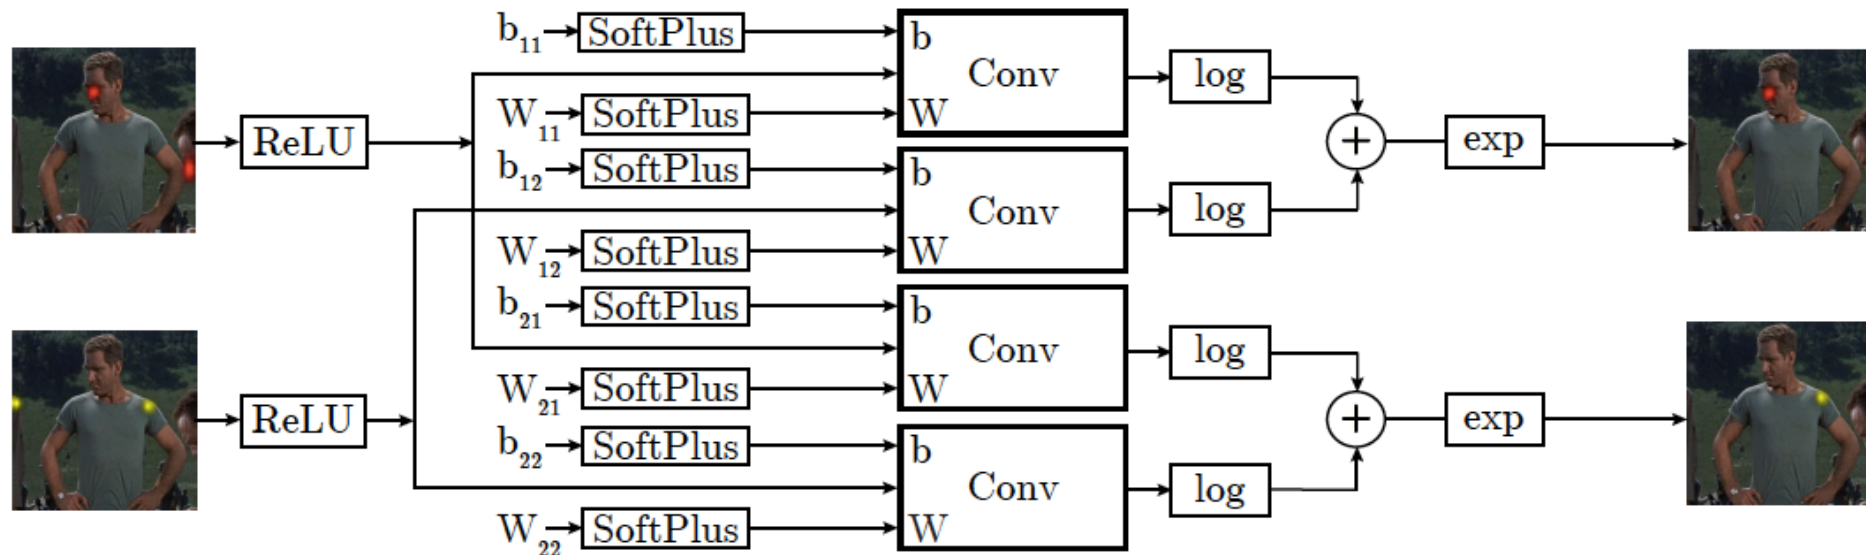 b₁₁ SoftPlus b
Conv
log
W₁₁ SoftPlus W
ReLU
b₁₂ SoftPlus b
Conv
log
W₁₂ SoftPlus W
+
exp
b₂₁ SoftPlus b
Conv
log
W₂₁ SoftPlus W
ReLU
b₂₂ SoftPlus b
Conv
log
W₂₂ SoftPlus W
+
exp